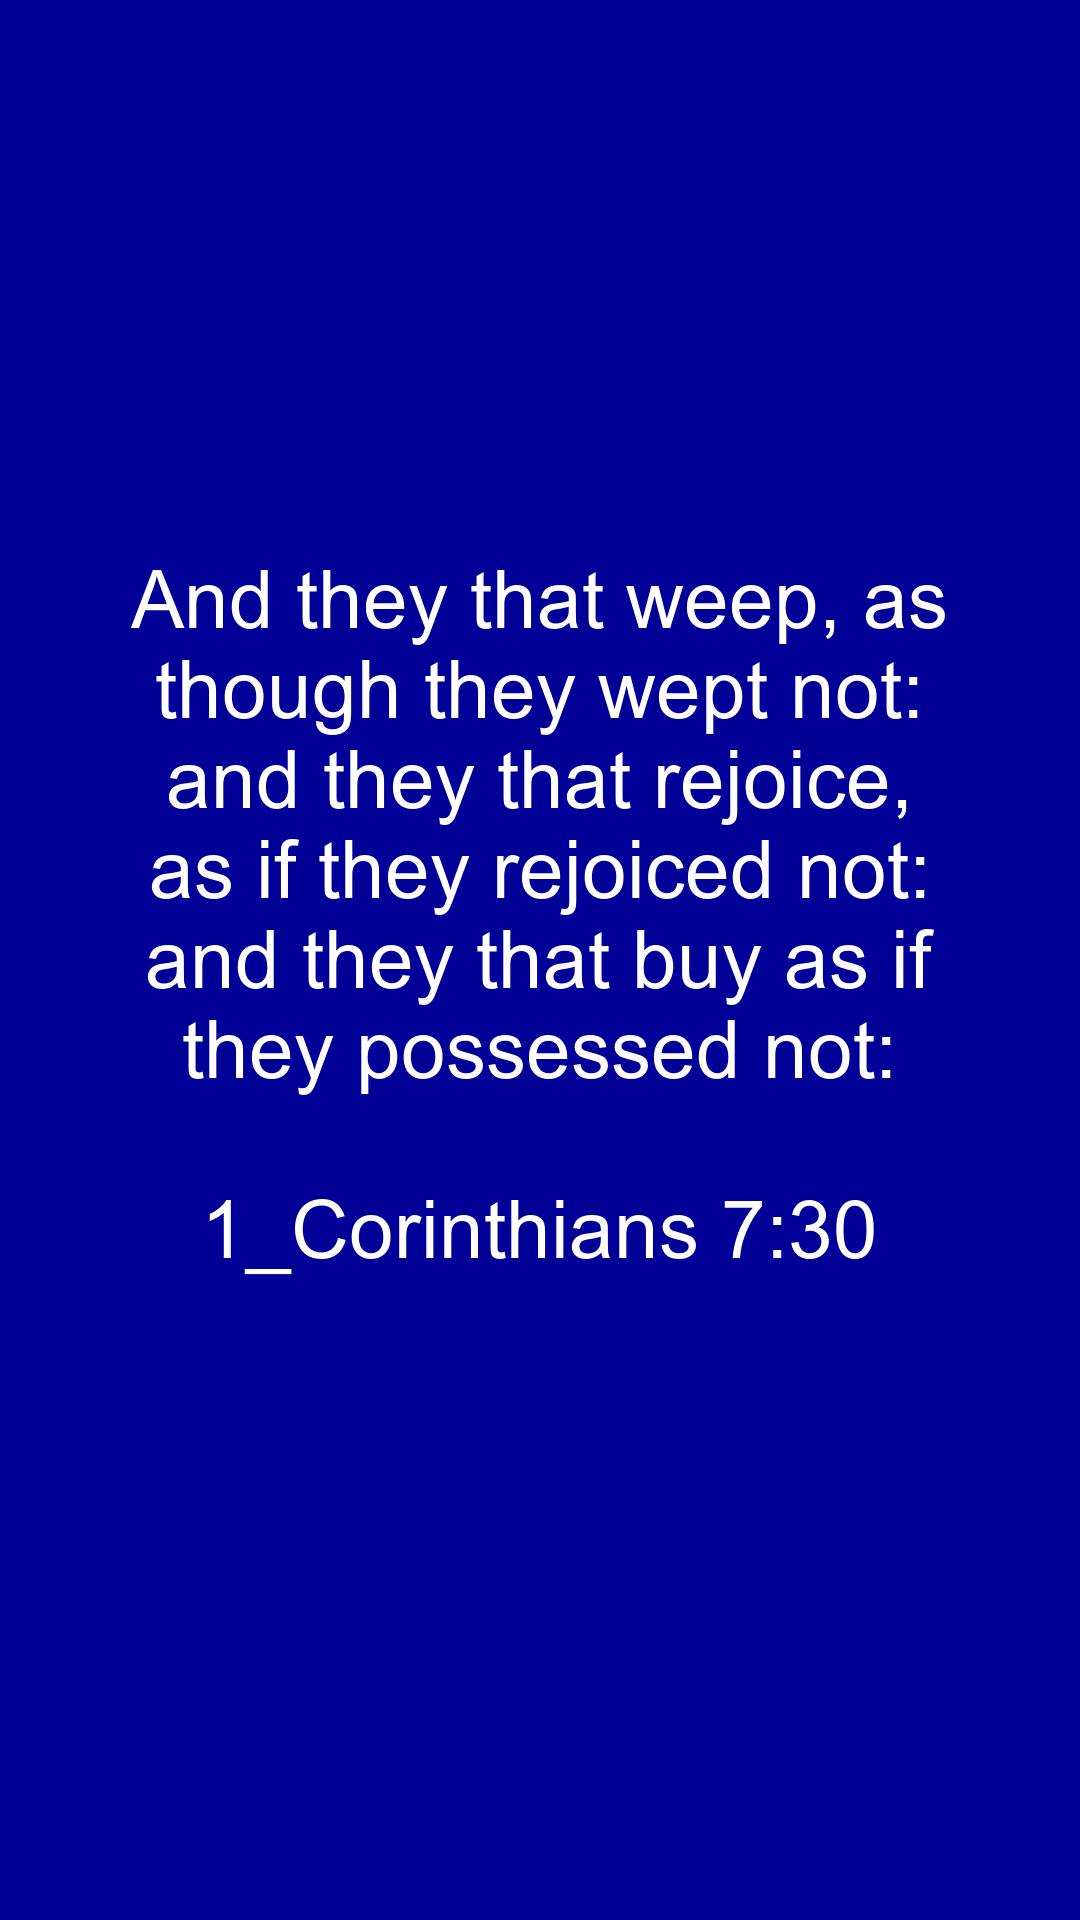 And they that weep, as
though they wept not:
and they that rejoice,
as if they rejoiced not:
and they that buy as if
they possessed not:
1_Corinthians 7:30